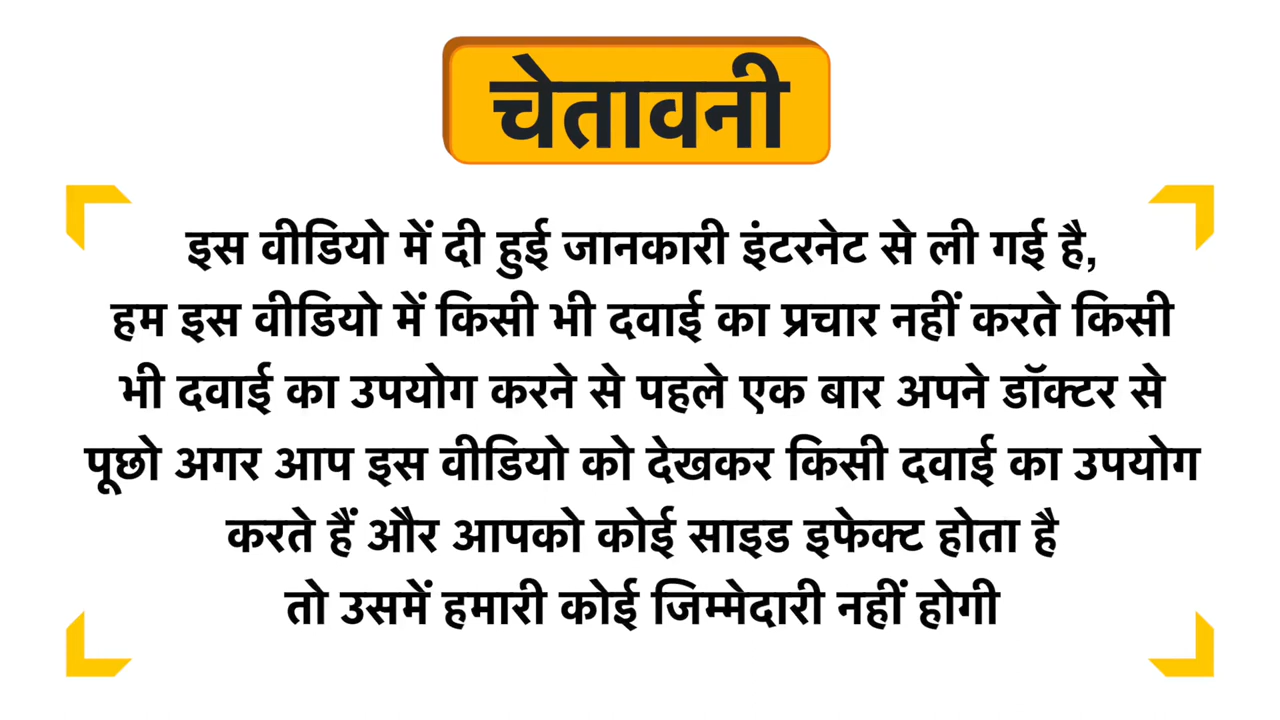 चेतावनी
इस वीडियो में दी हुई जानकारी इंटरनेट से ली गई है,
हम इस वीडियो में किसी भी दवाई का प्रचार नहीं करते किसी
भी दवाई का उपयोग करने से पहले एक बार अपने डॉक्टर से
पूछो अगर आप इस वीडियो को देखकर किसी दवाई का उपयोग
करते हैं और आपको कोई साइड इफेक्ट होता है
तो उसमें हमारी कोई जिम्मेदारी नहीं होगी